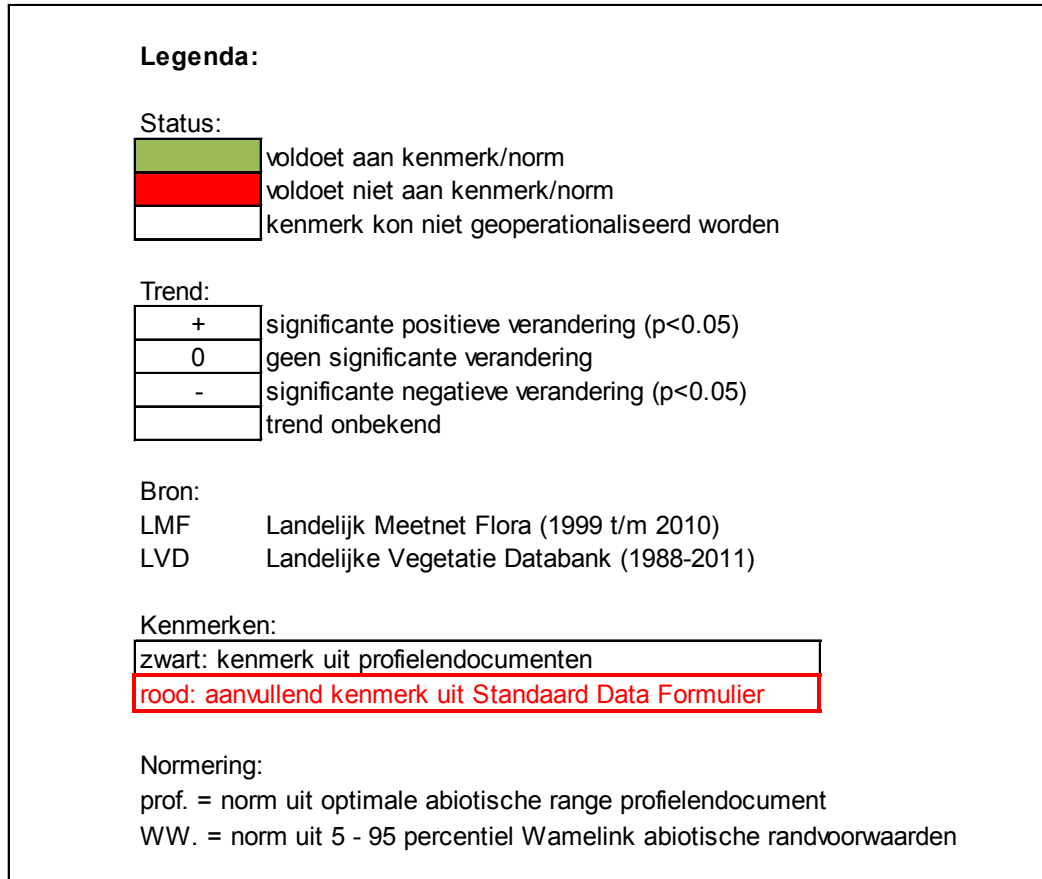 Legenda:
Status:
voldoet aan kenmerk/norm
voldoet niet aan kenmerk/norm
kenmerk kon niet geoperationaliseerd worden
Trend:
+ significante positieve verandering (p<0.05)
0 geen significante verandering
- significante negatieve verandering (p<0.05)
trend onbekend
Bron:
LMF Landelijk Meetnet Flora (1999 t/m 2010)
LVD Landelijke Vegetatie Databank (1988-2011)
Kenmerken:
zwart: kenmerk uit profielendocumenten
rood: aanvullend kenmerk uit Standaard Data Formulier
Normering:
prof. = norm uit optimale abiotische range profielendocument
WW. = norm uit 5 - 95 percentiel Wamelink abiotische randvoorwaarden